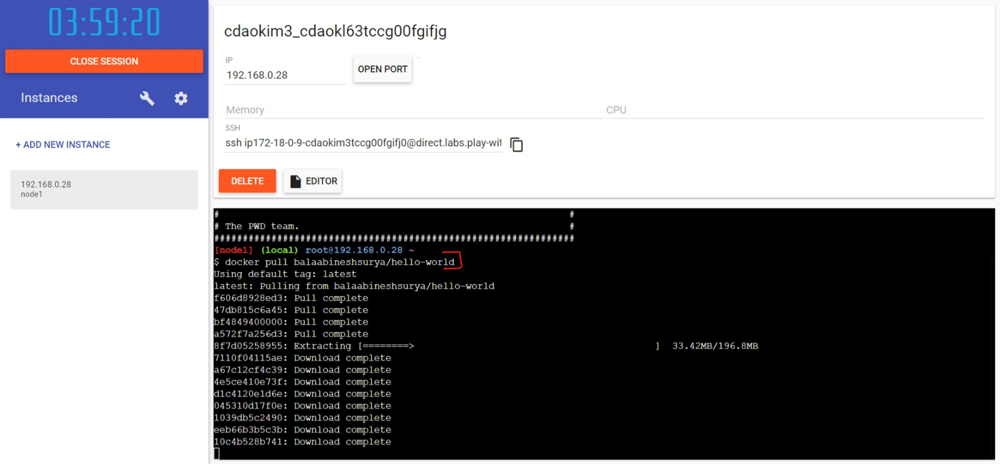 03:59:20
CLOSE SESSION
Instances
+ ADD NEW INSTANCE
192.168.0.28
node1
cdaokim3_cdaokl63tccg00fgifjg
IP
192.168.0.28
OPEN PORT
Memory
CPU
SSH
ssh ip172-18-0-9-cdaokim3tccg00fgifj0@direct.labs.play-wit
DELETE
EDITOR
# #
# The PWD team. #
###############################################################
[node1] (local) root@192.168.0.28 ~
$ docker pull balaabineshsurya/hello-world
Using default tag: latest
latest: Pulling from balaabineshsurya/hello-world
f606d8928ed3: Pull complete
47db815c6a45: Pull complete
bf4849400000: Pull complete
a572f7a256d3: Pull complete
8f7d05258955: Extracting [========> ] 33.42MB/196.8MB
7110f04115ae: Download complete
a67c12cf4c39: Download complete
4e5ce410e73f: Download complete
d1c4120e1d6e: Download complete
045310d17f0e: Download complete
1039db5c2490: Download complete
eeb66b3b5c3b: Download complete
10c4b528b741: Download complete